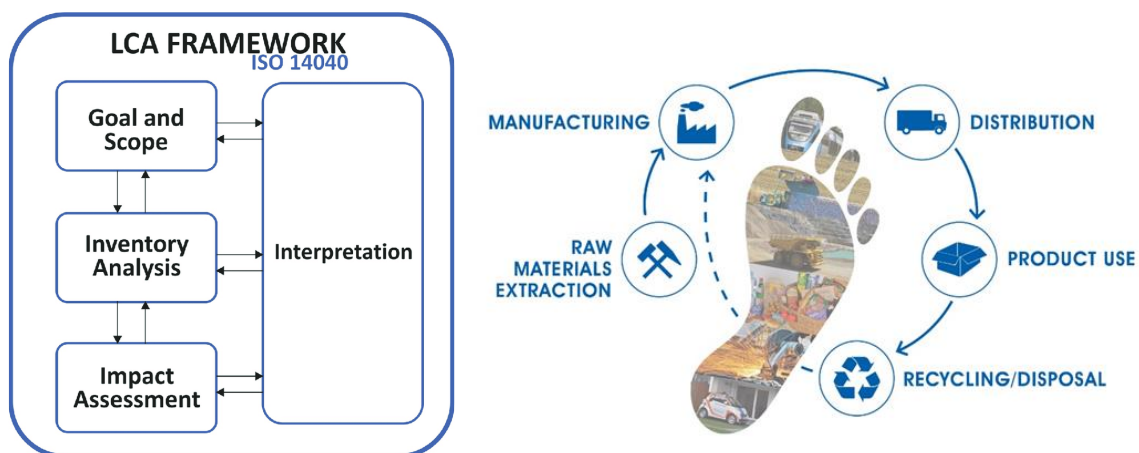 LCA FRAMEWORK
ISO 14040
Goal and
Scope
Inventory
Analysis
Impact
Assessment
Interpretation
MANUFACTURING
DISTRIBUTION
RAW
MATERIALS
EXTRACTION
PRODUCT USE
RECYCLING/DISPOSAL